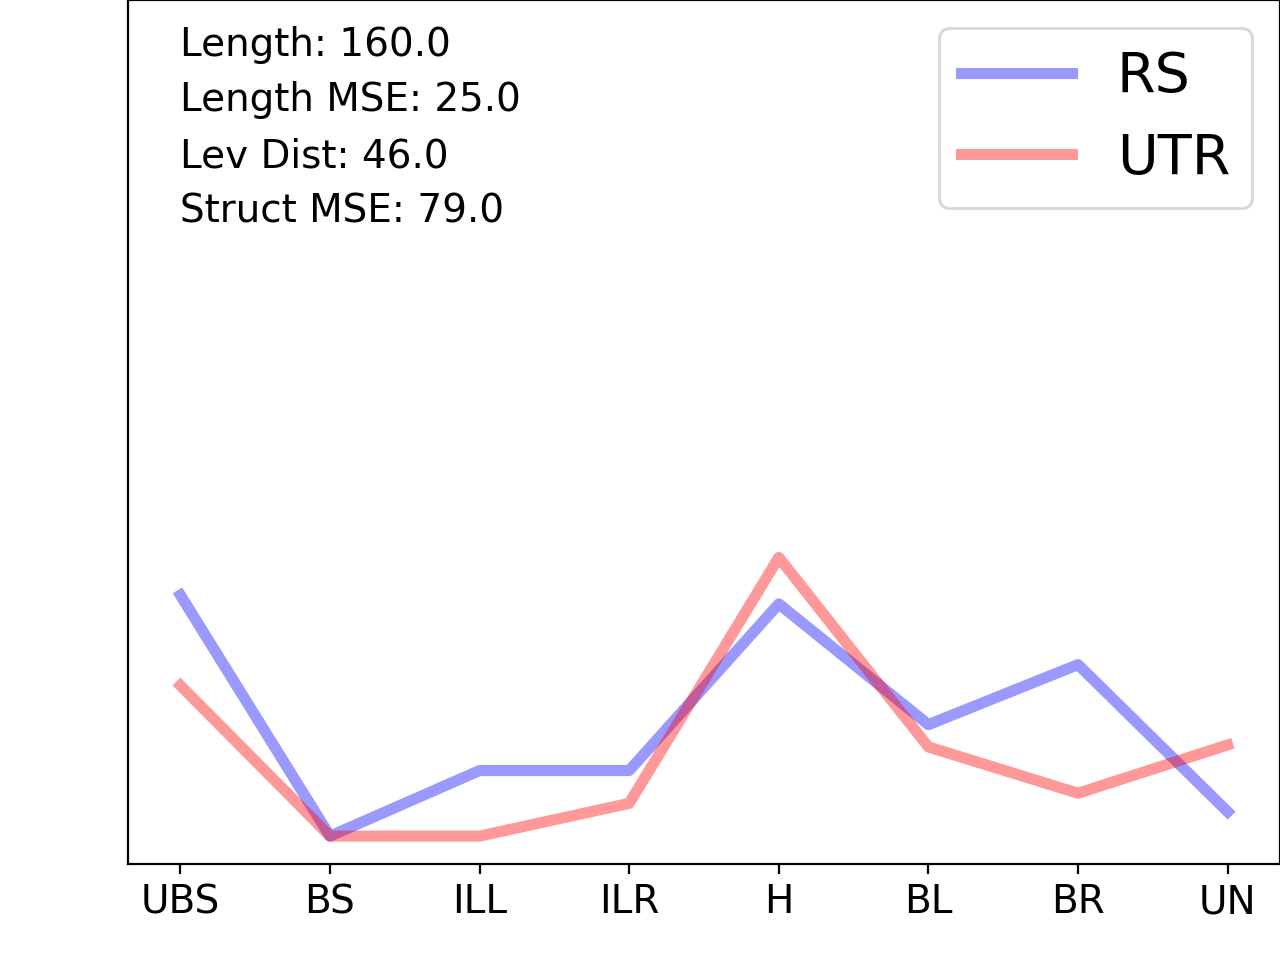 Length: 160.0
Length MSE: 25.0
Lev Dist: 46.0
Struct MSE: 79.0
RS
UTR
UBS BS ILL ILR H BL BR UN